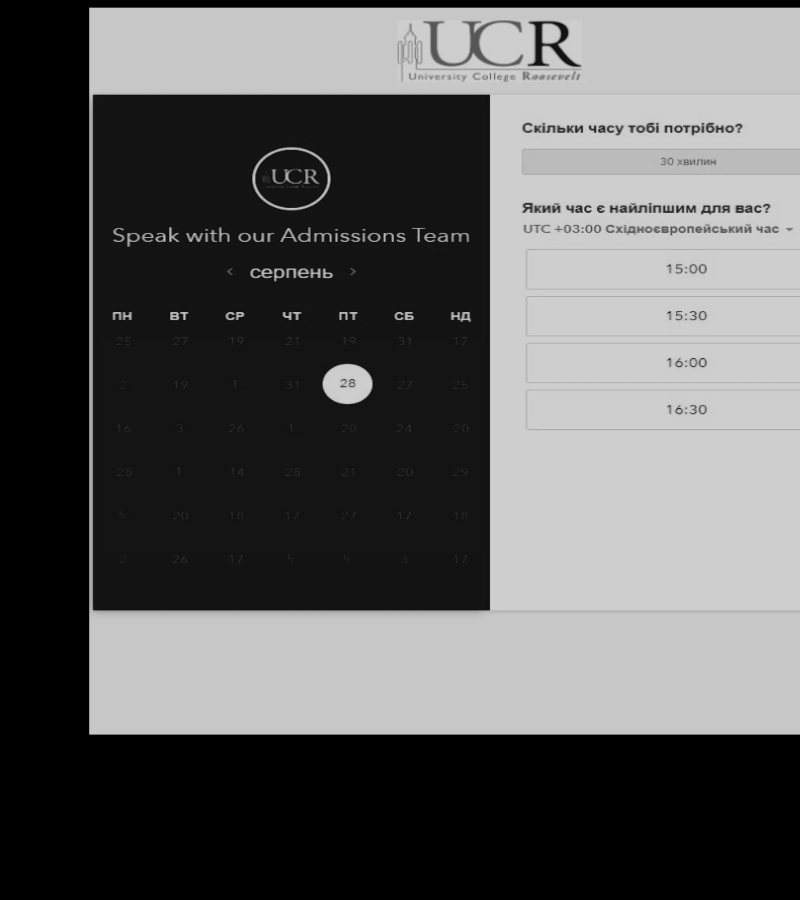 UCR
University College Roosevelt
UCR
Speak with our Admissions Team
< серпень >
ПН ВТ СР ЧТ ПТ СБ НД
25 27 19 21 19 31 17
2 19 1 31 28 27 25
16 3 26 1 20 24 20
28 1 14 28 21 20 29
5 20 18 17 27 17 18
2 26 17 5 5 3 17
Скільки часу тобі потрібно?
30 хвилин
Який час є найліпшим для вас?
UTC +03:00 Східноєвропейський час
15:00
15:30
16:00
16:30